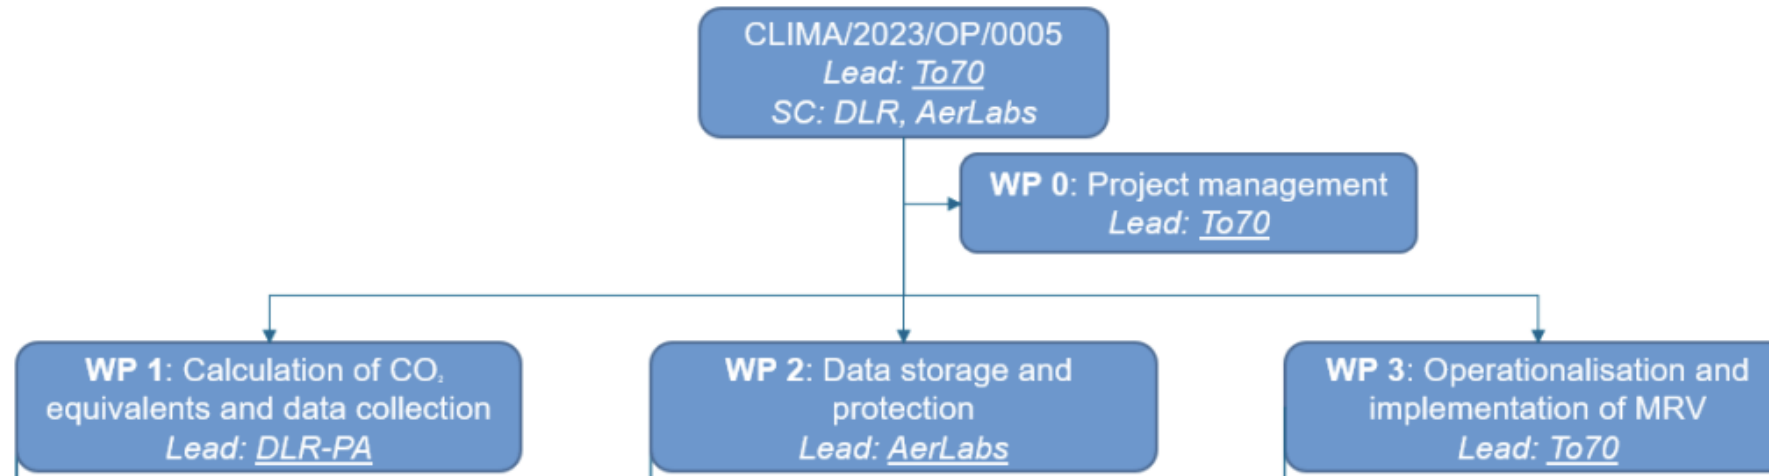 CLIMA/2023/OP/0005
Lead: To70
SC: DLR, AerLabs
WP 0: Project management
Lead: To70
WP 1: Calculation of CO₂
equivalents and data collection
Lead: DLR-PA
WP 2: Data storage and
protection
Lead: AerLabs
WP 3: Operationalisation and
implementation of MRV
Lead: To70